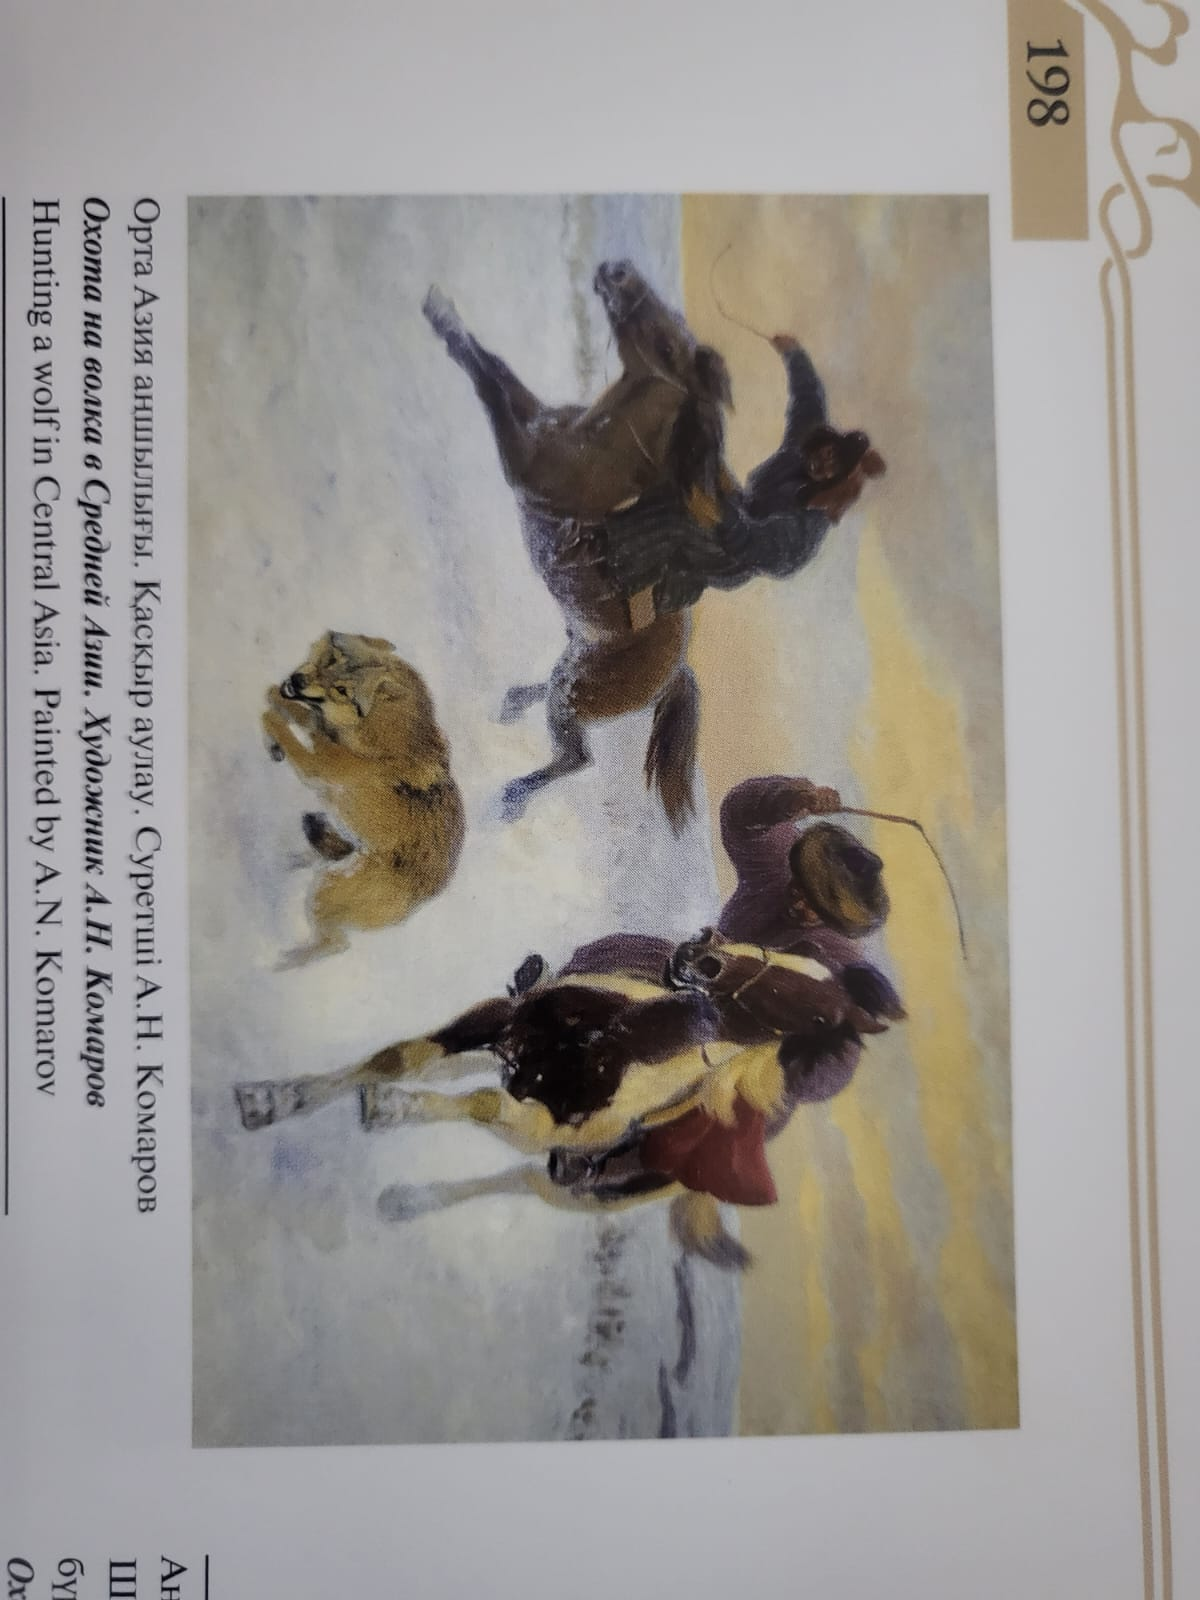 198
Орта Азия аңшылығы. Қасқыр аулау. Суретші А.Н. Комаров
Охота на волка в Средней Азии. Художник А.Н. Комаров
Hunting a wolf in Central Asia. Painted by A.N. Komarov